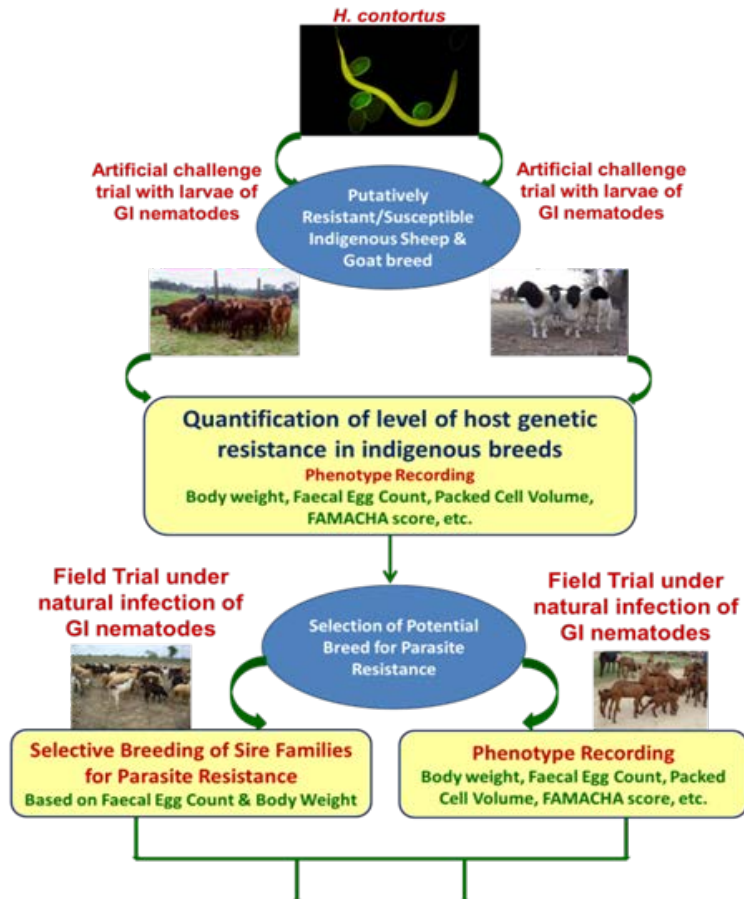 H. contortus
Artificial challenge
trial with larvae of
GI nematodes
Artificial challenge
trial with larvae of
GI nematodes
Putatively
Resistant/Susceptible
Indigenous Sheep &
Goat breed
Quantification of level of host genetic
resistance in indigenous breeds
Phenotype Recording
Body weight, Faecal Egg Count, Packed Cell Volume,
FAMACHA score, etc.
Field Trial under
natural infection of
GI nematodes
Selection of Potential
Breed for Parasite
Resistance
Field Trial under
natural infection of
GI nematodes
Selective Breeding of Sire Families
for Parasite Resistance
Based on Faecal Egg Count & Body Weight
Phenotype Recording
Body weight, Faecal Egg Count, Packed
Cell Volume, FAMACHA score, etc.